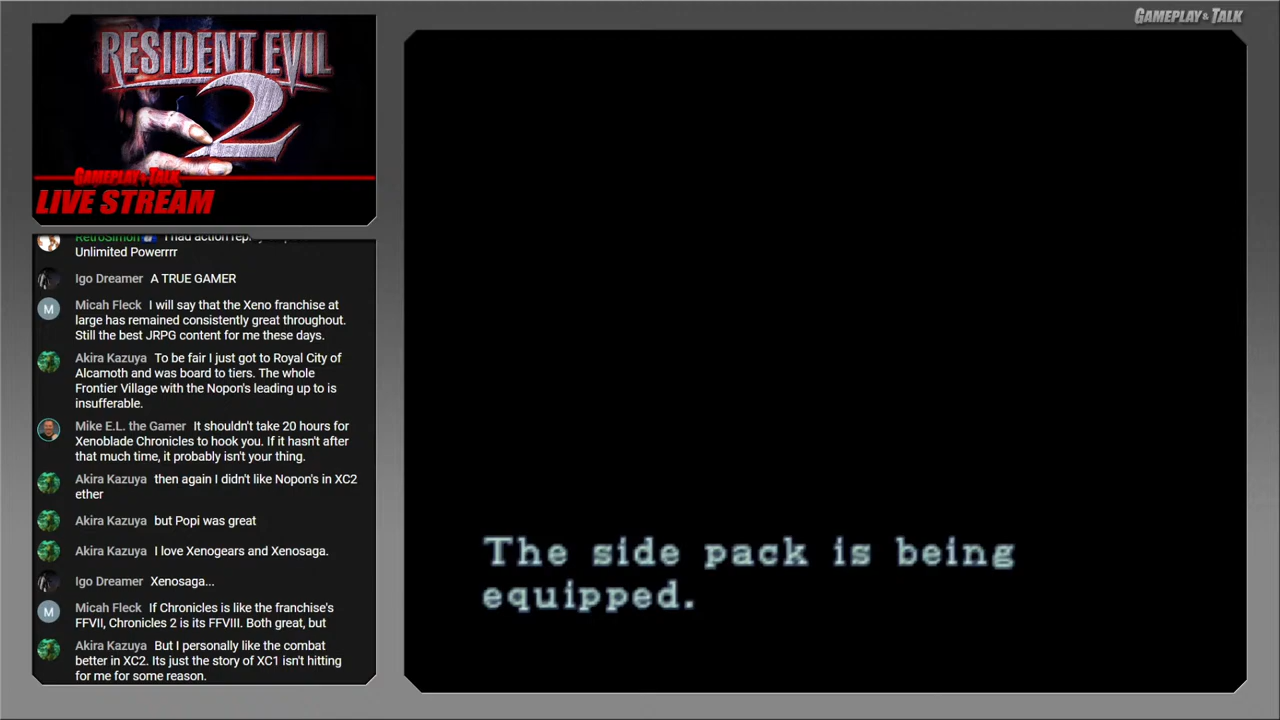 GAMEPLAY & TALK
RESIDENT EVIL
2
GAMEPLAY & TALK
LIVE STREAM
RetroSimon I had action
Unlimited Powerrrr
Igo Dreamer A TRUE GAMER
M Micah Fleck I will say that the Xeno franchise at
large has remained consistently great throughout.
Still the best JRPG content for me these days.
Akira Kazuya To be fair I just got to Royal City of
Alcamoth and was board to tiers. The whole
Frontier Village with the Nopon's leading up to is
insufferable.
Mike E.L. the Gamer It shouldn't take 20 hours for
Xenoblade Chronicles to hook you. If it hasn't after
that much time, it probably isn't your thing.
Akira Kazuya then again I didn't like Nopon's in XC2
ether
Akira Kazuya but Popi was great
Akira Kazuya I love Xenogears and Xenosaga.
Igo Dreamer Xenosaga...
M Micah Fleck If Chronicles is like the franchise's
FFVII, Chronicles 2 is its FFVIII. Both great, but
Akira Kazuya But I personally like the combat
better in XC2. Its just the story of XC1 isn't hitting
for me for some reason.
The side pack is being
equipped.